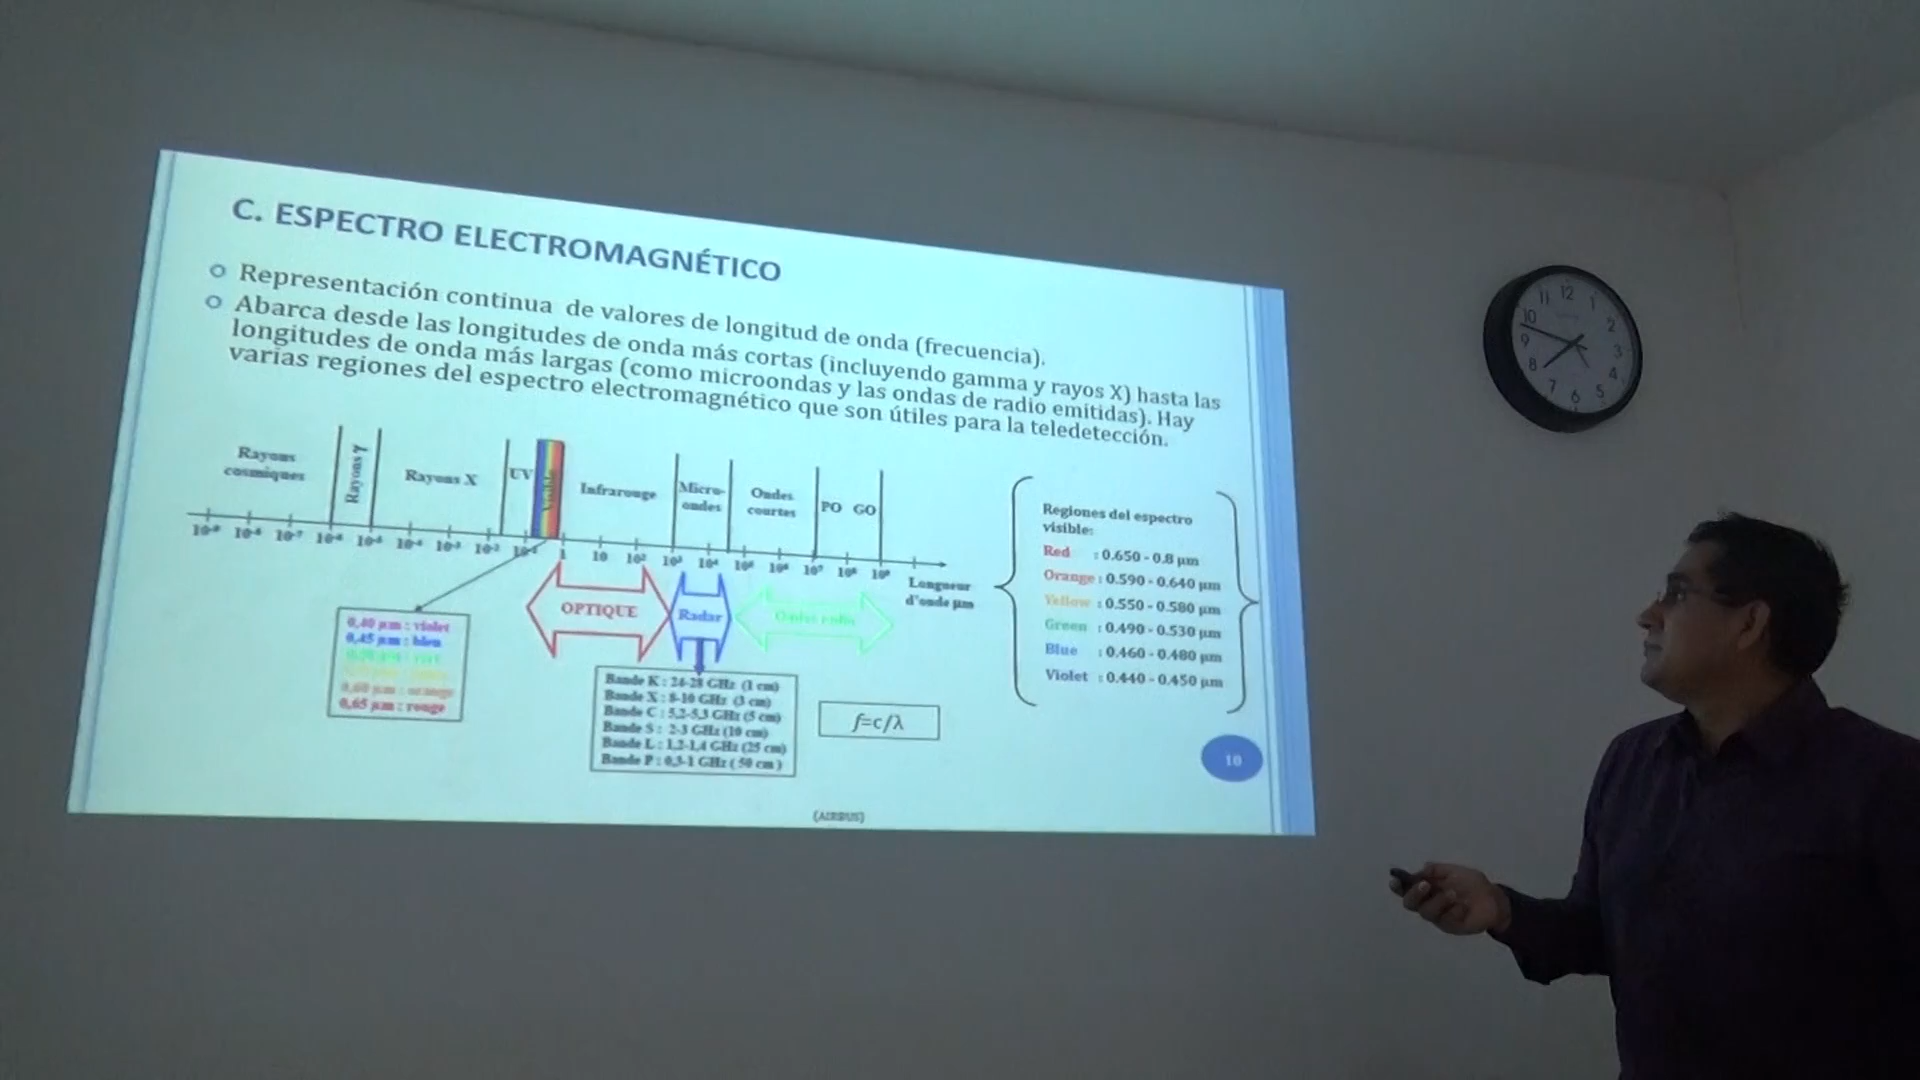 C. ESPECTRO ELECTROMAGNÉTICO
Representación continua de valores de longitud de onda (frecuencia).
Abarca desde las longitudes de onda más cortas (incluyendo gamma y rayos X) hasta las
longitudes de onda más largas (como microondas y las ondas de radio emitidas). Hay
varias regiones del espectro electromagnético que son útiles para la teledetección.
Rayons
cosmiques
Rayons γ
Rayons X
UV
Infrarouge
Micro-
ondes
Ondes
courtes
PO GO
1 10 10² 10³ 10⁴ 10⁵ 10⁶ 10⁷ 10⁸ 10⁹
Longueur
d'onde µm
OPTIQUE
Radar
0,40 µm : violet
0,45 µm : bleu
0,60 µm : orange
0,65 µm : rouge
Bande K : 24-28 GHz (1 cm)
Bande X : 8-10 GHz (3 cm)
Bande C : 5,2-5,3 GHz (5 cm)
Bande S : 2-3 GHz (10 cm)
Bande L : 1,2-1,4 GHz (25 cm)
Bande P : 0,3-1 GHz (50 cm)
f=c/λ
Regiones del espectro
visible:
Red : 0.650 - 0.8 µm
Orange : 0.590 - 0.640 µm
Yellow : 0.550 - 0.580 µm
Green : 0.490 - 0.530 µm
Blue : 0.460 - 0.480 µm
Violet : 0.440 - 0.450 µm
10
(AIRBUS)
12
1
2
3
4
5
6
7
8
9
10
11